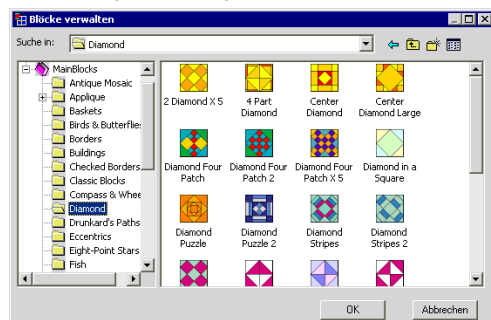 Blöcke verwalten
Suche in: Diamond
MainBlocks
Antique Mosaic
Applique
Baskets
Birds & Butterflie
Borders
Buildings
Checked Borders
Classic Blocks
Compass & Whee
Diamond
Drunkard's Paths
Eccentrics
Eight-Point Stars
Fish
2 Diamond X 5
4 Part
Diamond
Center
Diamond
Center
Diamond Large
Diamond Four
Patch
Diamond Four
Patch 2
Diamond Four
Patch X 5
Diamond in a
Square
Diamond
Puzzle
Diamond
Puzzle 2
Diamond
Stripes
Diamond
Stripes 2
OK
Abbrechen